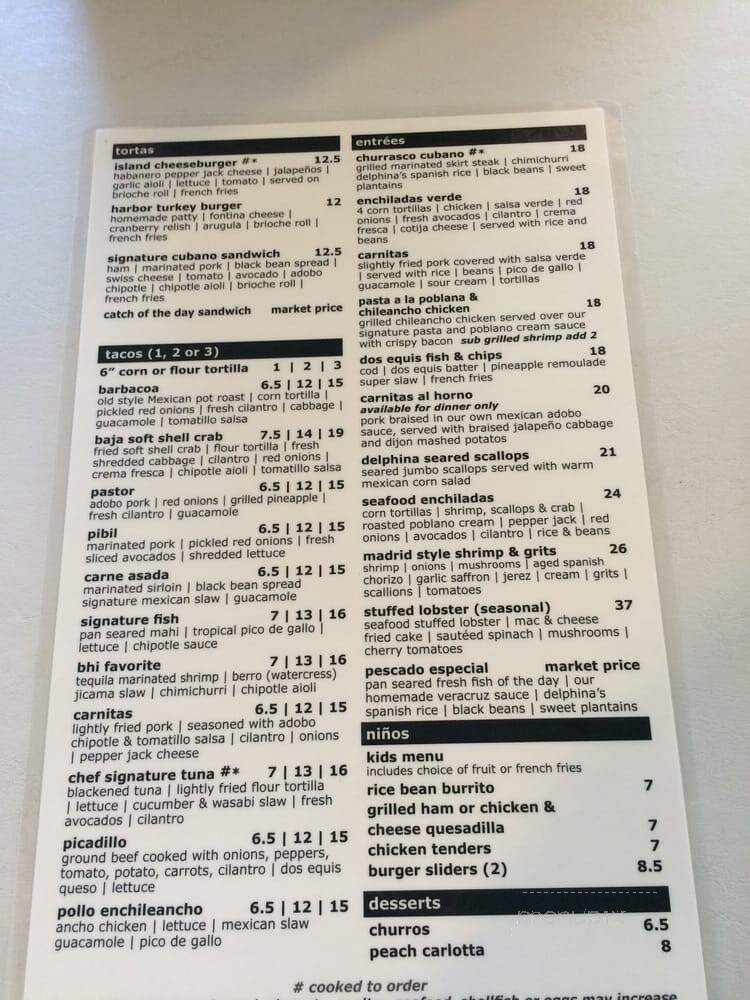 tortas
island cheeseburger #* 12.5
habanero pepper jack cheese | jalapeños |
garlic aioli | lettuce | tomato | served on
brioche roll | french fries
harbor turkey burger 12
homemade patty | fontina cheese |
cranberry relish | arugula | brioche roll |
french fries
signature cubano sandwich 12.5
ham | marinated pork | black bean spread |
swiss cheese | tomato | avocado | adobo
chipotle | chipotle aioli | brioche roll |
french fries
catch of the day sandwich market price
tacos (1, 2 or 3)
6" corn or flour tortilla 1 | 2 | 3
barbacoa 6.5 | 12 | 15
old style Mexican pot roast | corn tortilla |
pickled red onions | fresh cilantro | cabbage |
guacamole | tomatillo salsa
baja soft shell crab 7.5 | 14 | 19
fried soft shell crab | flour tortilla | fresh
shredded cabbage | cilantro | red onions |
crema fresca | chipotle aioli | tomatillo salsa
pastor 6.5 | 12 | 15
adobo pork | red onions | grilled pineapple |
fresh cilantro | guacamole
pibil 6.5 | 12 | 15
marinated pork | pickled red onions | fresh
sliced avocados | shredded lettuce
carne asada 6.5 | 12 | 15
marinated sirloin | black bean spread
signature mexican slaw | guacamole
signature fish 7 | 13 | 16
pan seared mahi | tropical pico de gallo |
lettuce | chipotle sauce
bhi favorite 7 | 13 | 16
tequila marinated shrimp | berro (watercress)
jicama slaw | chimichurri | chipotle aioli
carnitas 6.5 | 12 | 15
lightly fried pork | seasoned with adobo
chipotle & tomatillo salsa | cilantro | onions
| pepper jack cheese
chef signature tuna #* 7 | 13 | 16
blackened tuna | lightly fried flour tortilla
| lettuce | cucumber & wasabi slaw | fresh
avocados | cilantro
picadillo 6.5 | 12 | 15
ground beef cooked with onions, peppers,
tomato, potato, carrots, cilantro | dos equis
queso | lettuce
pollo enchileancho 6.5 | 12 | 15
ancho chicken | lettuce | mexican slaw
guacamole | pico de gallo
entrées
churrasco cubano #* 18
grilled marinated skirt steak | chimichurri
delphina's spanish rice | black beans | sweet
plantains
enchiladas verde 18
4 corn tortillas | chicken | salsa verde | red
onions | fresh avocados | cilantro | crema
fresca | cotija cheese | served with rice and
beans
carnitas 18
slightly fried pork covered with salsa verde
| served with rice | beans | pico de gallo |
guacamole | sour cream | tortillas
pasta a la poblana &
chileancho chicken 18
grilled chileancho chicken served over our
signature pasta and poblano cream sauce
with crispy bacon sub grilled shrimp add 2
dos equis fish & chips 18
cod | dos equis batter | pineapple remoulade
super slaw | french fries
carnitas al horno 20
available for dinner only
pork braised in our own mexican adobo
sauce, served with braised jalapeño cabbage
and dijon mashed potatos
delphina seared scallops 21
seared jumbo scallops served with warm
mexican corn salad
seafood enchiladas 24
corn tortillas | shrimp, scallops & crab |
roasted poblano cream | pepper jack | red
onions | avocados | cilantro | rice & beans
madrid style shrimp & grits 26
shrimp | onions | mushrooms | aged spanish
chorizo | garlic saffron | jerez | cream | grits |
scallions | tomatoes
stuffed lobster (seasonal) 37
seafood stuffed lobster | mac & cheese
fried cake | sautéed spinach | mushrooms |
cherry tomatoes
pescado especial market price
pan seared fresh fish of the day | our
homemade veracruz sauce | delphina's
spanish rice | black beans | sweet plantains
niños
kids menu
includes choice of fruit or french fries
rice bean burrito 7
grilled ham or chicken &
cheese quesadilla 7
chicken tenders 7
burger sliders (2) 8.5
desserts
churros 6.5
peach carlotta 8
# cooked to order
seafood, shellfish or eggs may increase